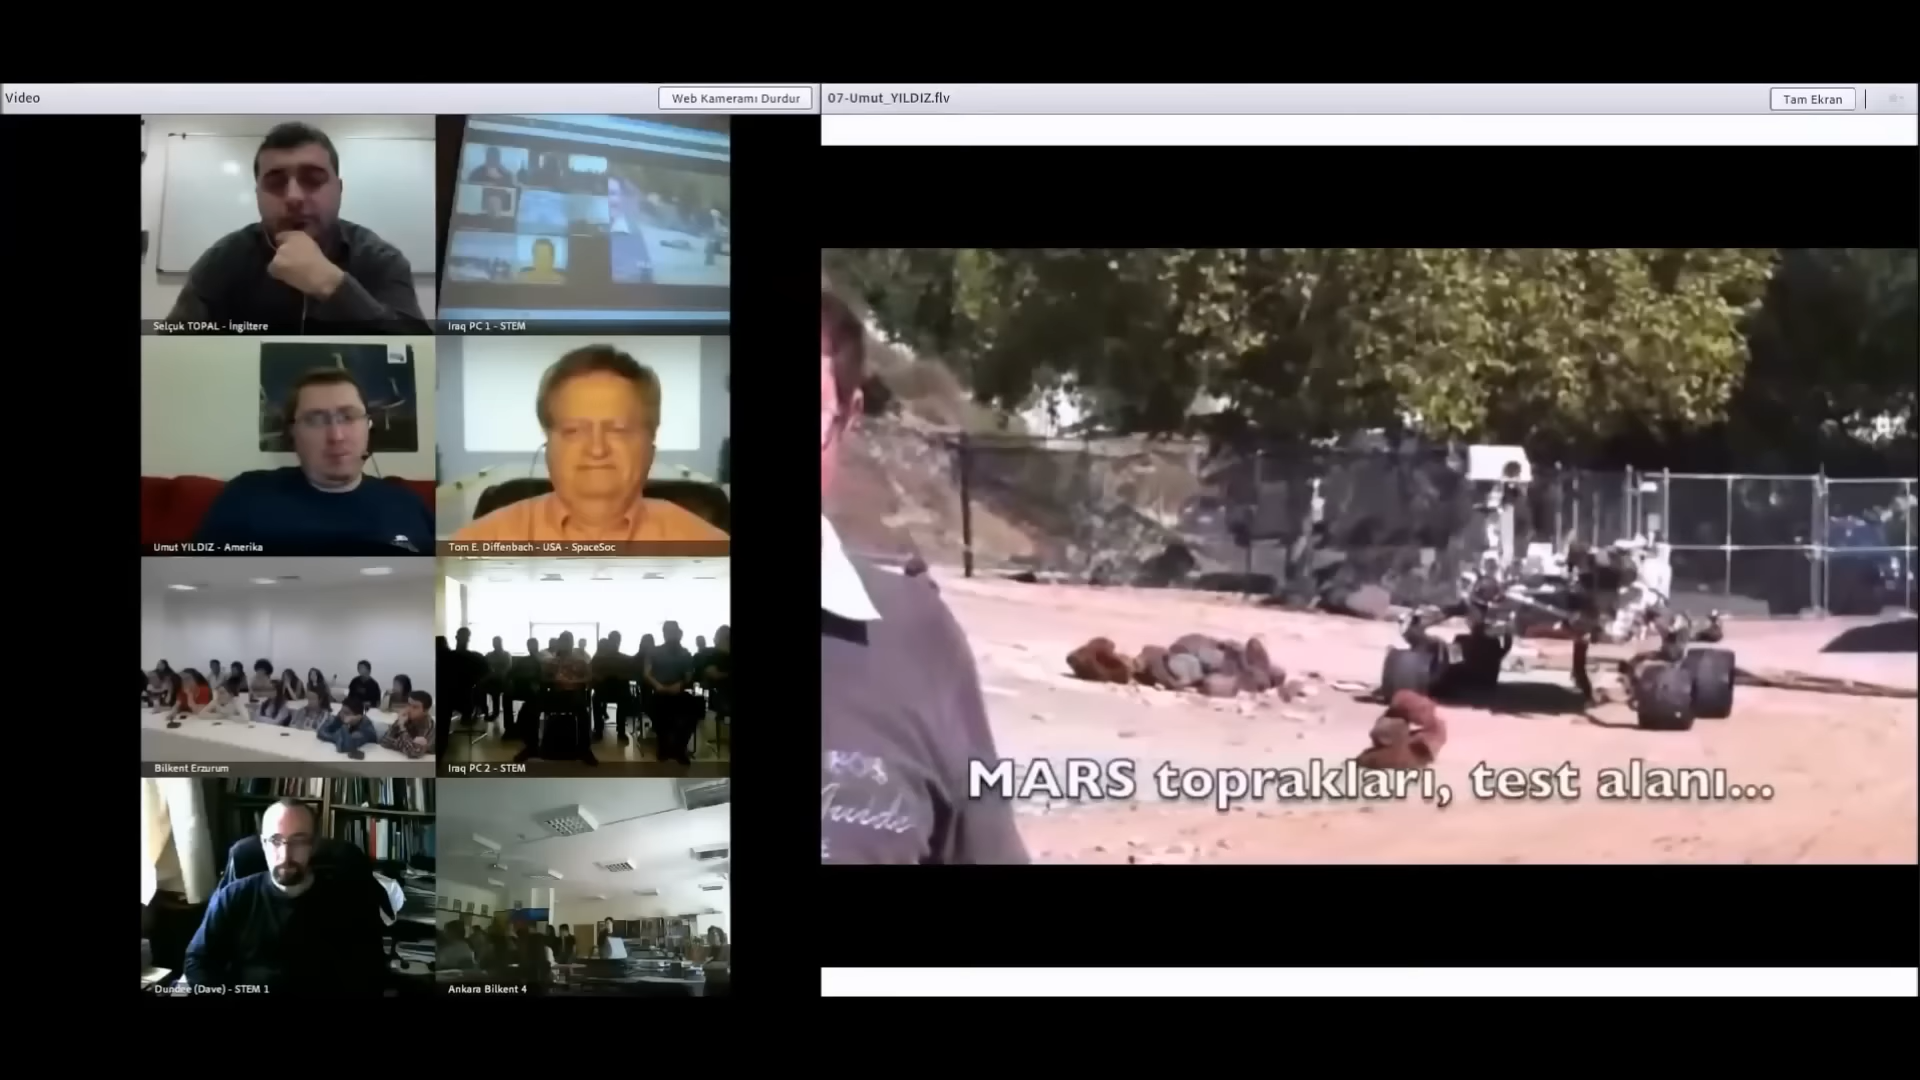 Video
Web Kameramı Durdur
07-Umut_YILDIZ.flv
Tam Ekran
Selçuk TOPAL - İngiltere
Iraq PC 1 - STEM
Umut YILDIZ - Amerika
Tom E. Diffenbach - USA - SpaceSoc
Bilkent Erzurum
Iraq PC 2 - STEM
Dundee (Dave) - STEM 1
Ankara Bilkent 4
MARS toprakları, test alanı...